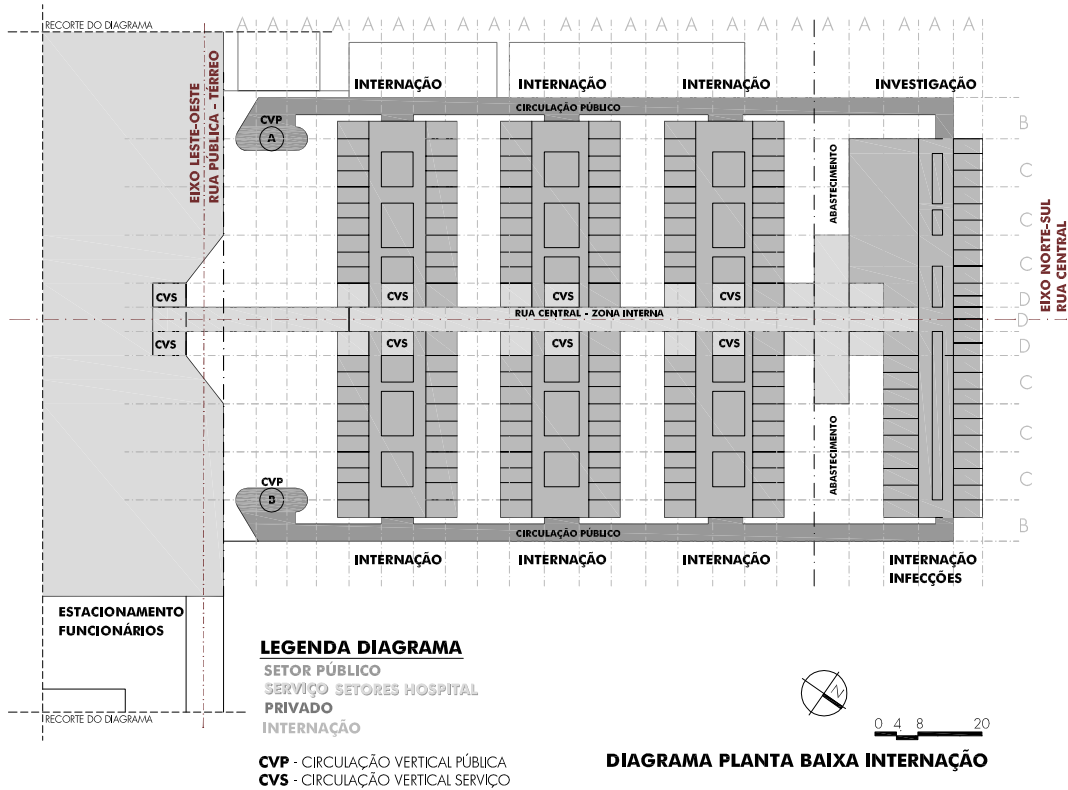 RECORTE DO DIAGRAMA
A A A A A A A A A A A A A A A A A A A A A A A
EIXO LESTE-OESTE
RUA PÚBLICA - TÉRREO
INTERNAÇÃO INTERNAÇÃO INTERNAÇÃO INVESTIGAÇÃO
CIRCULAÇÃO PÚBLICO
CVP
A
B
C
C
C
D
D
D
C
C
C
B
ABASTECIMENTO
EIXO NORTE-SUL
RUA CENTRAL
CVS CVS CVS CVS
RUA CENTRAL - ZONA INTERNA
CVS CVS CVS CVS
ABASTECIMENTO
CVP
B
CIRCULAÇÃO PÚBLICO
INTERNAÇÃO INTERNAÇÃO INTERNAÇÃO INTERNAÇÃO
INFECÇÕES
ESTACIONAMENTO
FUNCIONÁRIOS
RECORTE DO DIAGRAMA
LEGENDA DIAGRAMA
SETOR PÚBLICO
SERVIÇO SETORES HOSPITAL
PRIVADO
INTERNAÇÃO
CVP - CIRCULAÇÃO VERTICAL PÚBLICA
CVS - CIRCULAÇÃO VERTICAL SERVIÇO
N
0 4 8 20
DIAGRAMA PLANTA BAIXA INTERNAÇÃO